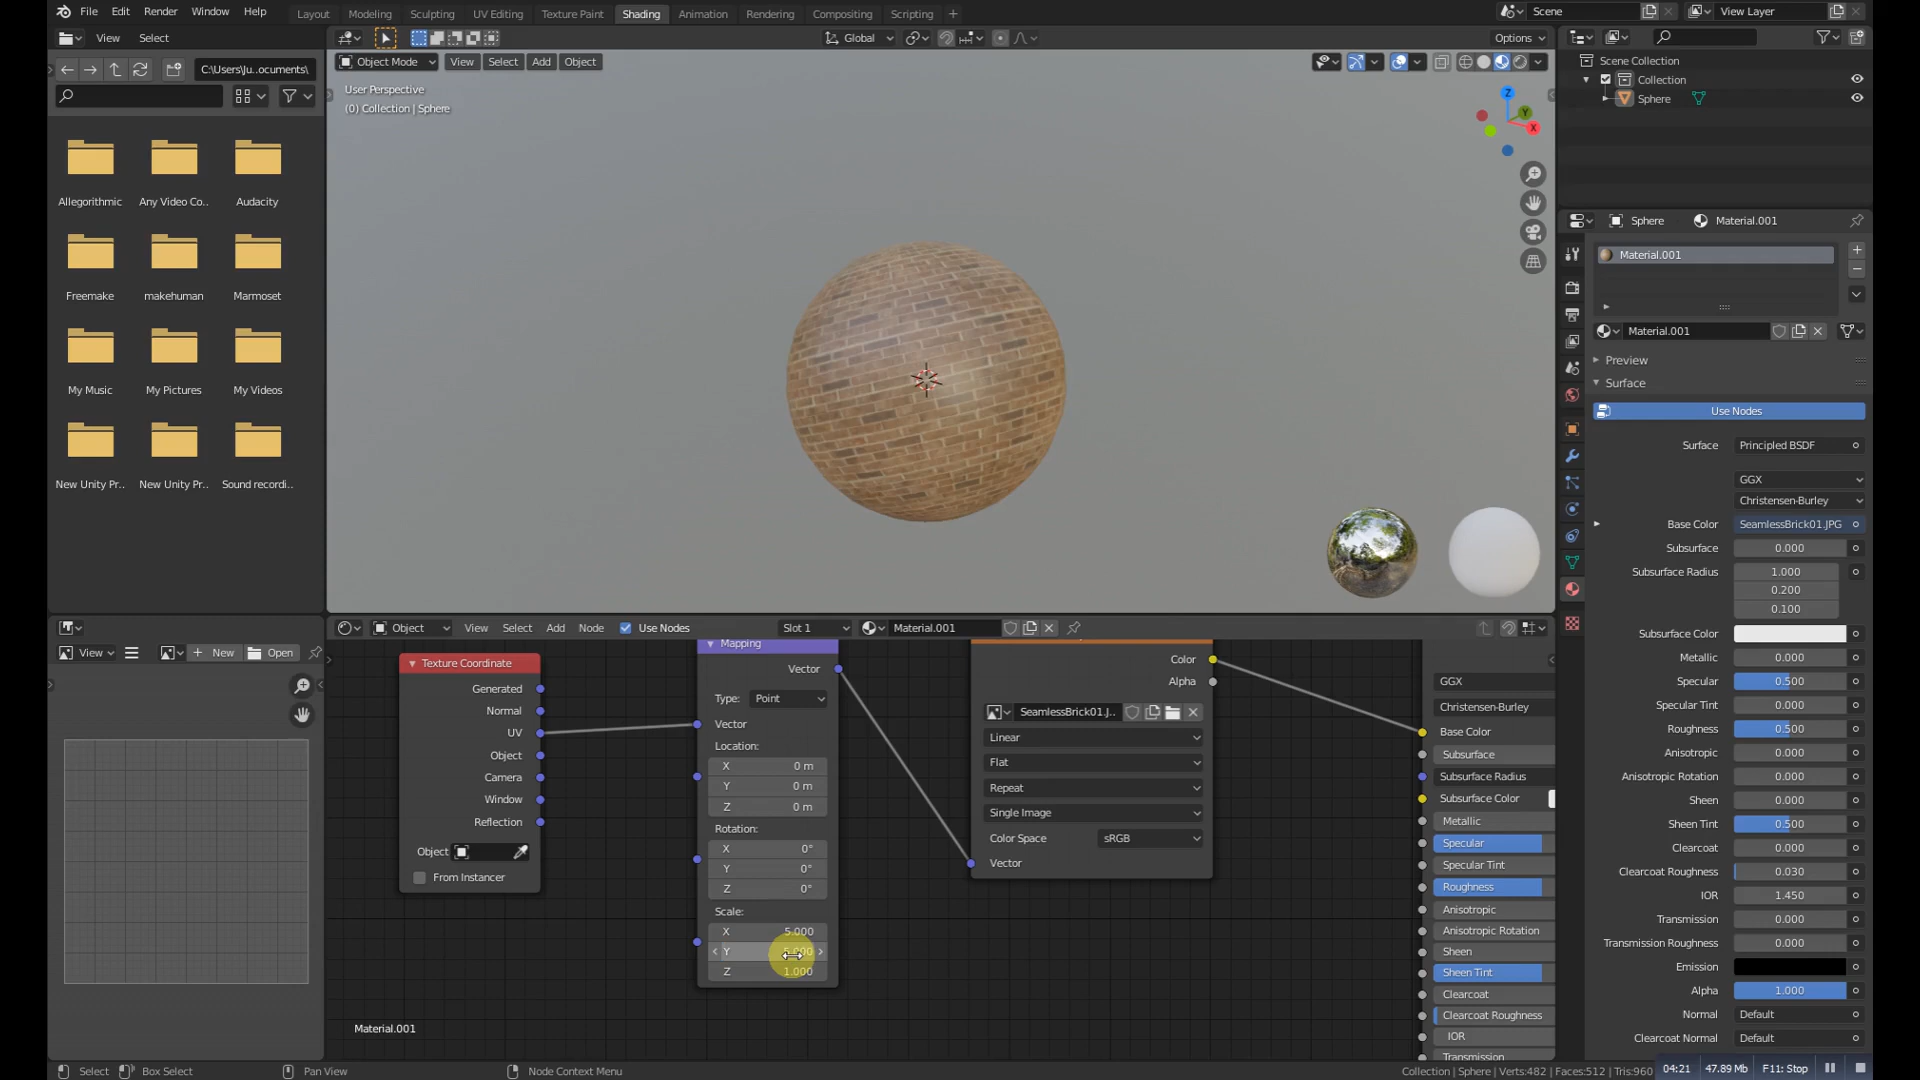 File Edit Render Window Help Layout Modeling Sculpting UV Editing Texture Paint Shading Animation Rendering Compositing Scripting + Scene View Layer
View Select
C:\Users\Ju..ocuments\
Global Options
Object Mode View Select Add Object
User Perspective
(0) Collection | Sphere
Z
Y
X
Scene Collection
Collection
Sphere
Allegorithmic Any Video Co.. Audacity
Freemake makehuman Marmoset
My Music My Pictures My Videos
New Unity Pr.. New Unity Pr.. Sound recordi..
Sphere Material.001
Material.001
Material.001
Preview
Surface
Use Nodes
Surface Principled BSDF
GGX
Christensen-Burley
Base Color SeamlessBrick01.JPG
Subsurface 0.000
Subsurface Radius 1.000
0.200
0.100
Subsurface Color
Metallic 0.000
Specular 0.500
Specular Tint 0.000
Roughness 0.500
Anisotropic 0.000
Anisotropic Rotation 0.000
Sheen 0.000
Sheen Tint 0.500
Clearcoat 0.000
Clearcoat Roughness 0.030
IOR 1.450
Transmission 0.000
Transmission Roughness 0.000
Emission
Alpha 1.000
Normal Default
Clearcoat Normal Default
View + New Open
Object View Select Add Node Use Nodes Slot 1 Material.001
Texture Coordinate
Generated
Normal
UV
Object
Camera
Window
Reflection
Object
From Instancer
Mapping
Vector
Type: Point
Vector
Location:
X 0 m
Y 0 m
Z 0 m
Rotation:
X 0°
Y 0°
Z 0°
Scale:
X 5.000
Y 5.000
Z 1.000
Color
Alpha
SeamlessBrick01.J..
Linear
Flat
Repeat
Single Image
Color Space sRGB
Vector
GGX
Christensen-Burley
Base Color
Subsurface
Subsurface Radius
Subsurface Color
Metallic
Specular
Specular Tint
Roughness
Anisotropic
Anisotropic Rotation
Sheen
Sheen Tint
Clearcoat
Clearcoat Roughness
IOR
Transmission
Material.001
Select Box Select Pan View Node Context Menu Collection | Sphere | Verts:482 | Faces:512 | Tris:960
04:21 47.89 Mb F11: Stop